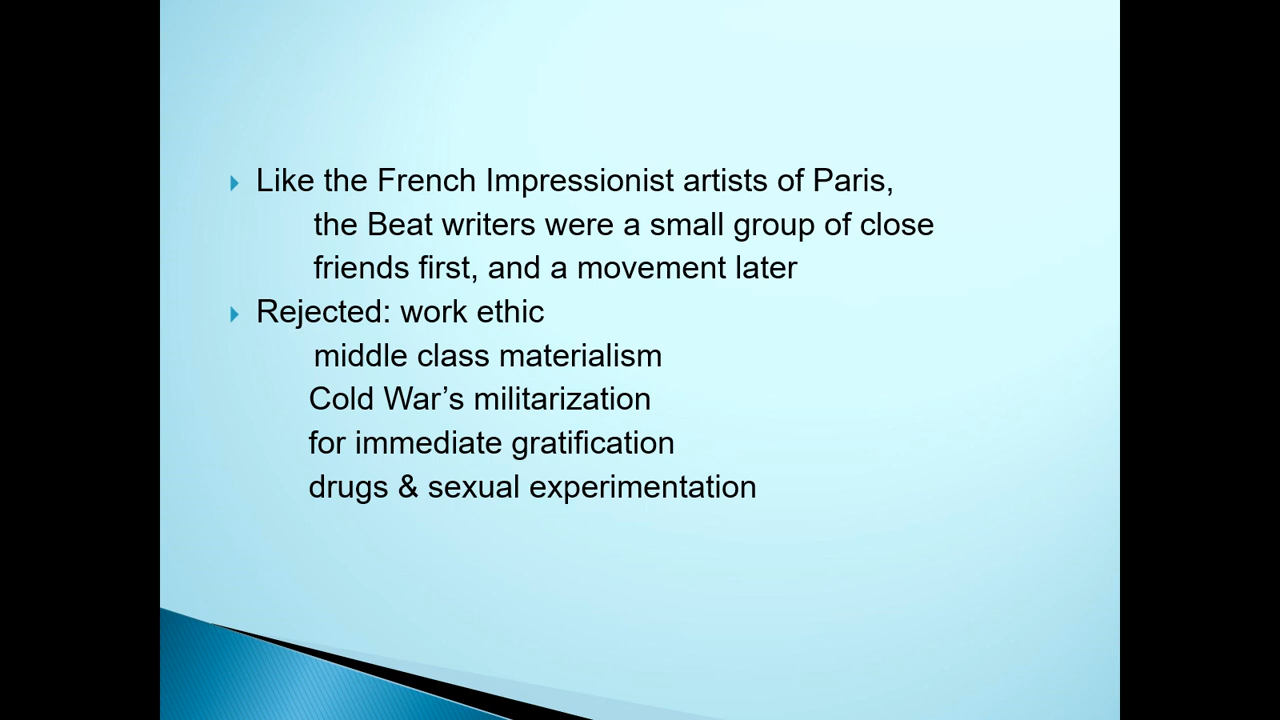 Like the French Impressionist artists of Paris,
the Beat writers were a small group of close
friends first, and a movement later
Rejected: work ethic
middle class materialism
Cold War’s militarization
for immediate gratification
drugs & sexual experimentation